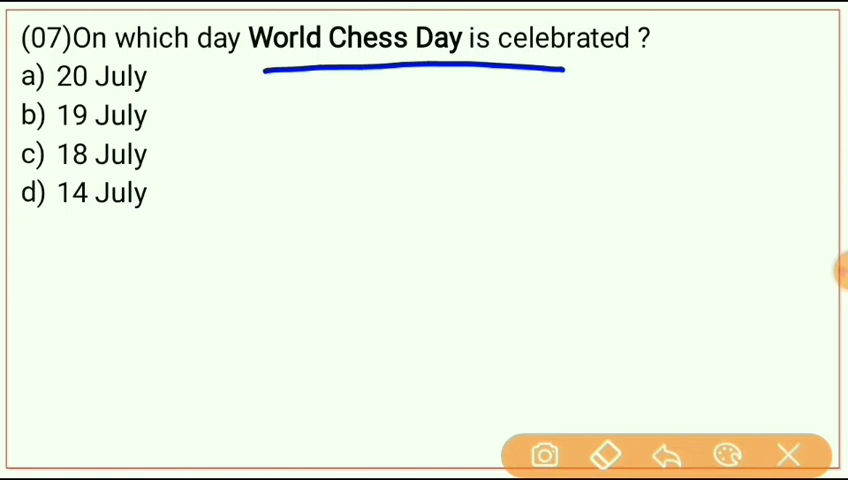 (07)On which day World Chess Day is celebrated ?
a) 20 July
b) 19 July
c) 18 July
d) 14 July